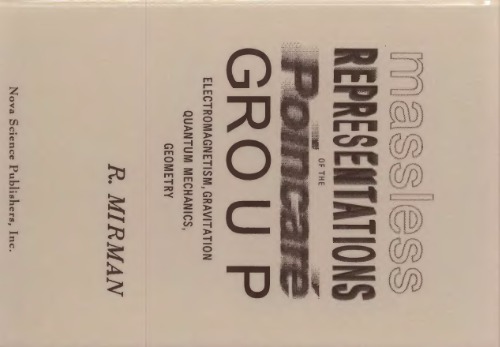 massless
REPRESENTATIONS
OF THE
Poincaré
GROUP
ELECTROMAGNETISM, GRAVITATION
QUANTUM MECHANICS,
GEOMETRY
R. MIRMAN
Nova Science Publishers, Inc.